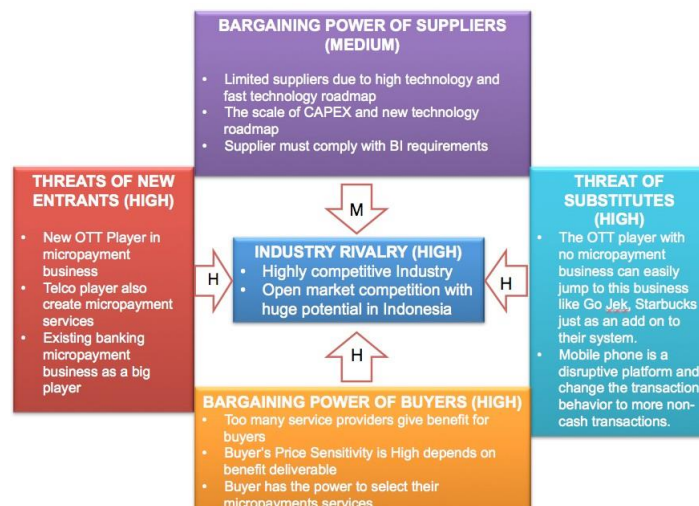 BARGAINING POWER OF SUPPLIERS
(MEDIUM)
• Limited suppliers due to high technology and
fast technology roadmap
• The scale of CAPEX and new technology
roadmap
• Supplier must comply with BI requirements
THREATS OF NEW
ENTRANTS (HIGH)
• New OTT Player in
micropayment
business
• Telco player also
create micropayment
services
• Existing banking
micropayment
business as a big
player
M
H
INDUSTRY RIVALRY (HIGH)
• Highly competitive Industry
• Open market competition with
huge potential in Indonesia
H
THREAT OF
SUBSTITUTES
(HIGH)
• The OTT player with
no micropayment
business can easily
jump to this business
like Go Jek, Starbucks
just as an add on to
their system.
• Mobile phone is a
disruptive platform and
change the transaction
behavior to more non-
cash transactions.
H
BARGAINING POWER OF BUYERS (HIGH)
• Too many service providers give benefit for
buyers
• Buyer's Price Sensitivity is High depends on
benefit deliverable
• Buyer has the power to select their
micropayments services